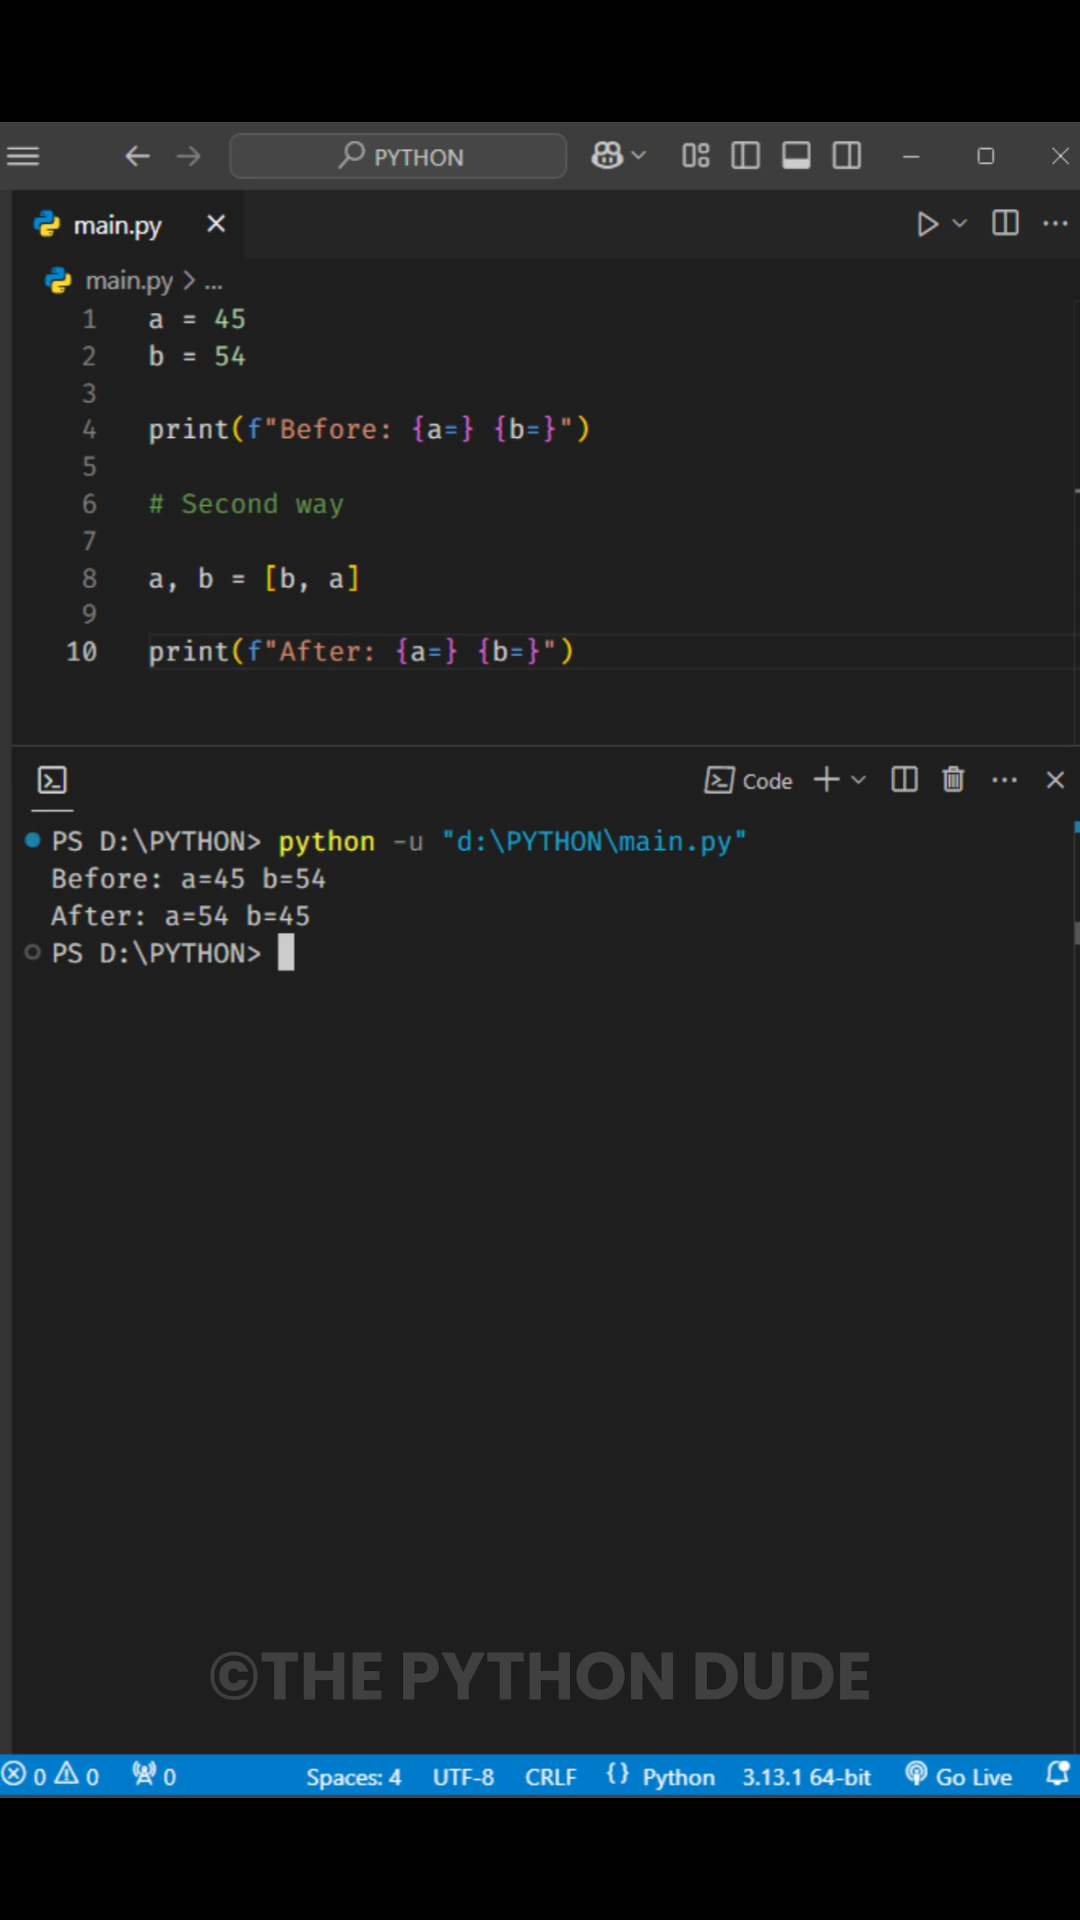 PYTHON
main.py
main.py > ...
1 a = 45
2 b = 54
3
4 print(f"Before: {a=} {b=}")
5
6 # Second way
7
8 a, b = [b, a]
9
10 print(f"After: {a=} {b=}")
Code
PS D:\PYTHON> python -u "d:\PYTHON\main.py"
Before: a=45 b=54
After: a=54 b=45
PS D:\PYTHON>
©THE PYTHON DUDE
0 0 0 Spaces: 4 UTF-8 CRLF {} Python 3.13.1 64-bit Go Live